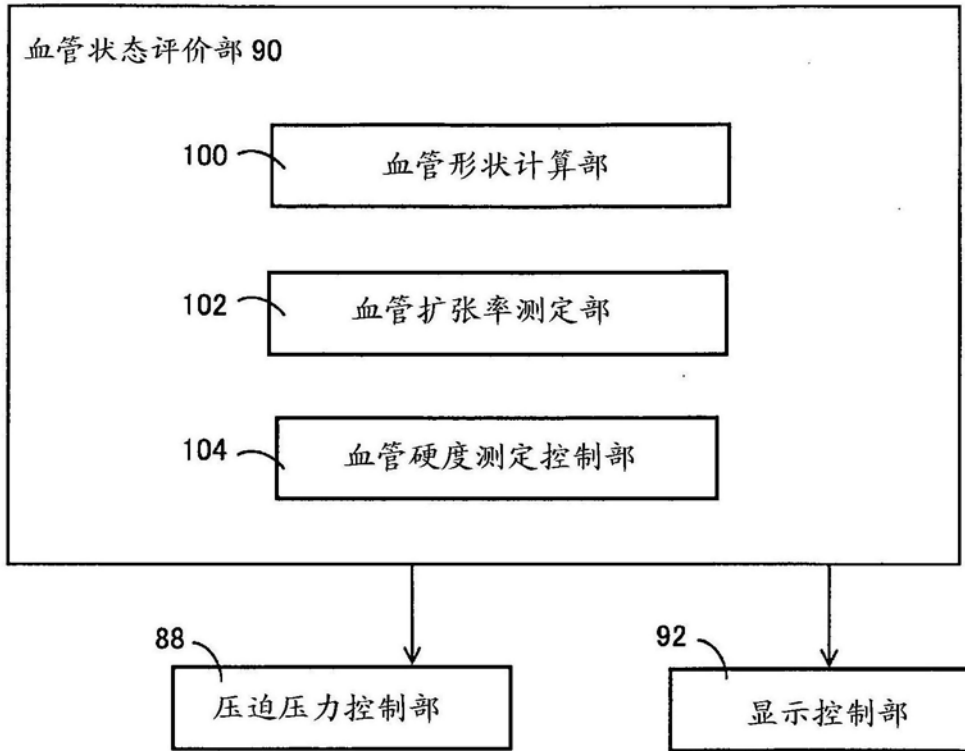 血管状态评价部 90
100 血管形状计算部
102 血管扩张率测定部
104 血管硬度测定控制部
88 压迫压力控制部
92 显示控制部